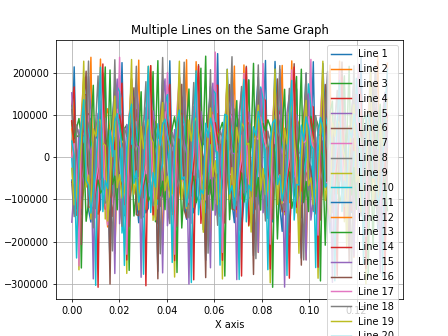 Multiple Lines on the Same Graph
200000
100000
0
−100000
−200000
−300000
0.00
0.02
0.04
0.06
0.08
0.10
X axis
Line 1
Line 2
Line 3
Line 4
Line 5
Line 6
Line 7
Line 8
Line 9
Line 10
Line 11
Line 12
Line 13
Line 14
Line 15
Line 16
Line 17
Line 18
Line 19
Line 20